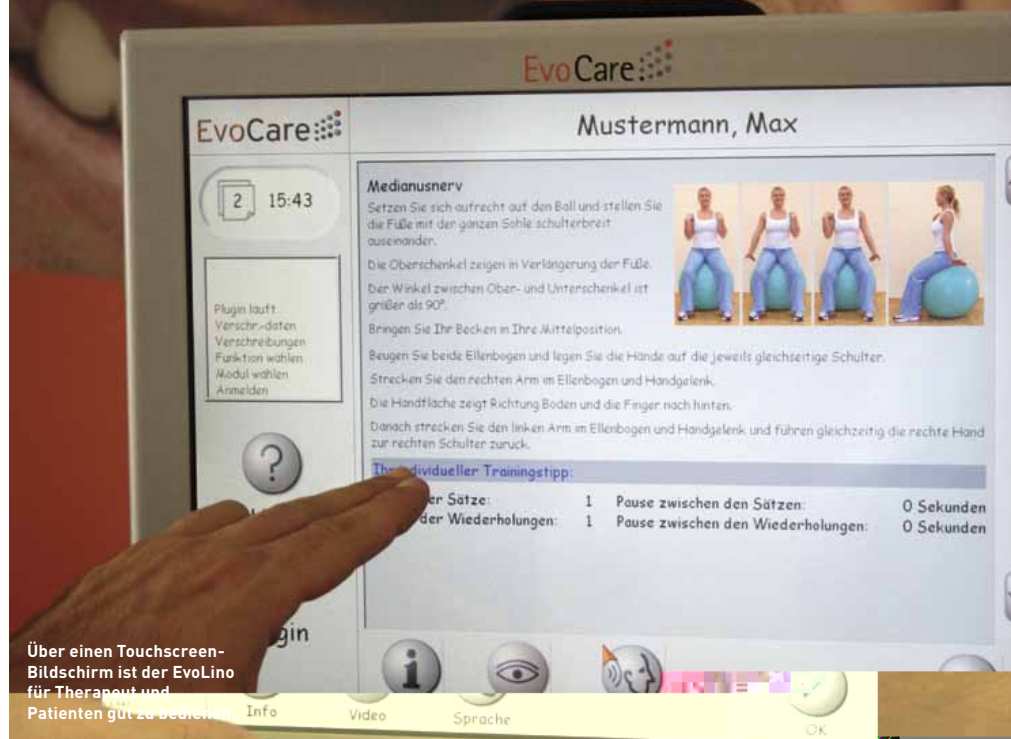 EvoCare
EvoCare
Mustermann, Max
2 15:43
Plugin läuft
Verschr.-daten
Verschreibungen
Funktion wählen
Modul wählen
Anmelden
?
Medianusnerv
Setzen Sie sich aufrecht auf den Ball und stellen Sie
die Füße mit der ganzen Sohle schulterbreit
auseinander.
Die Oberschenkel zeigen in Verlängerung der Füße.
Der Winkel zwischen Ober- und Unterschenkel ist
größer als 90°.
Bringen Sie Ihr Becken in Ihre Mittelposition.
Beugen Sie beide Ellenbogen und legen Sie die Hände auf die jeweils gleichseitige Schulter.
Strecken Sie den rechten Arm im Ellenbogen und Handgelenk.
Die Handfläche zeigt Richtung Boden und die Finger nach hinten.
Danach strecken Sie den linken Arm im Ellenbogen und Handgelenk und führen gleichzeitig die rechte Hand
zur rechten Schulter zurück.
Ihr individueller Trainingstipp:
er Sätze: 1 Pause zwischen den Sätzen: 0 Sekunden
der Wiederholungen: 1 Pause zwischen den Wiederholungen: 0 Sekunden
gin
i
Info Video Sprache OK
Über einen Touchscreen-
Bildschirm ist der EvoLino
für Therapeut und
Patienten gut zu bedienen.